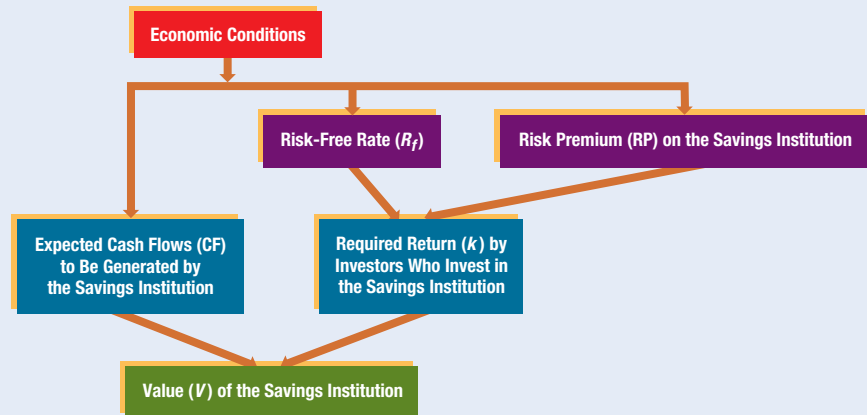 Economic Conditions
Risk-Free Rate (Rf)
Risk Premium (RP) on the Savings Institution
Expected Cash Flows (CF)
to Be Generated by
the Savings Institution
Required Return (k) by
Investors Who Invest in
the Savings Institution
Value (V) of the Savings Institution